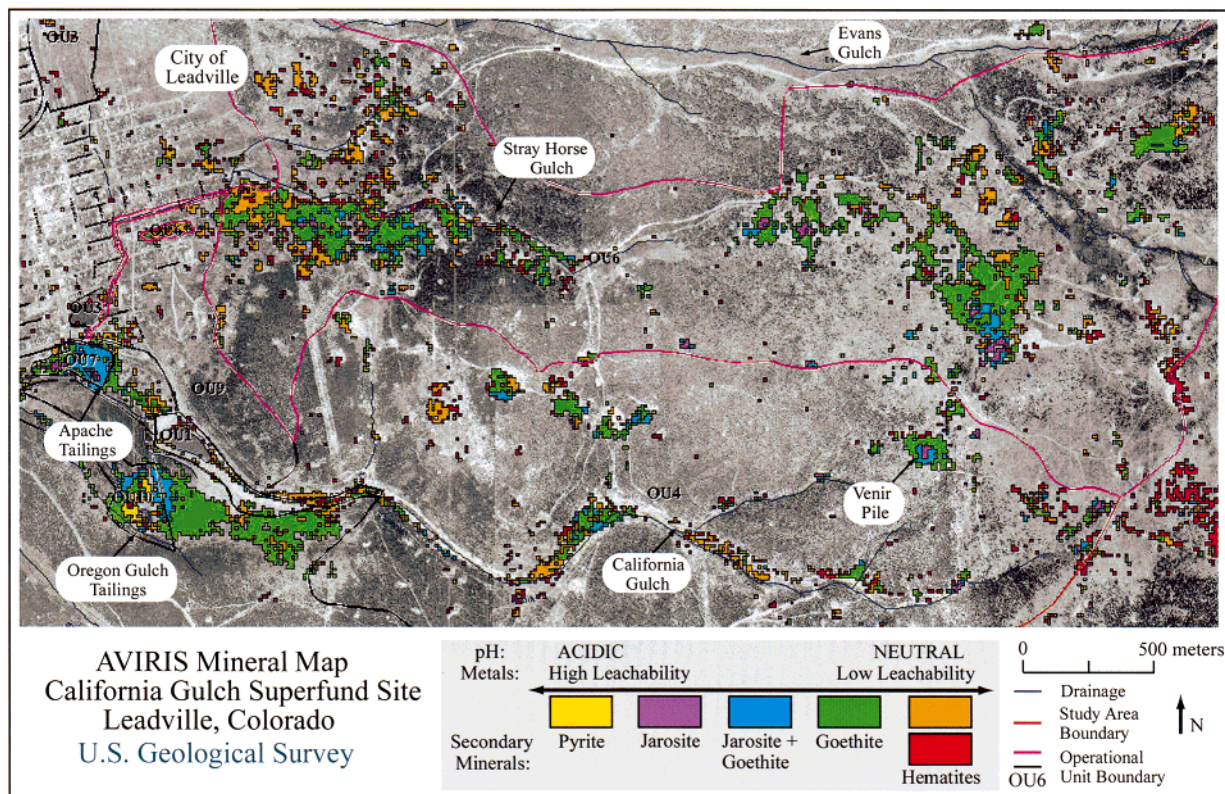 OU3
City of
Leadville
Evans
Gulch
Stray Horse
Gulch
OU6
OU3
OU7
OU9
Apache
Tailings
OU1
OU4
Venir
Pile
Oregon Gulch
Tailings
California
Gulch
AVIRIS Mineral Map
California Gulch Superfund Site
Leadville, Colorado
U.S. Geological Survey
pH: ACIDIC NEUTRAL
Metals: High Leachability Low Leachability
Secondary
Minerals:
Pyrite
Jarosite
Jarosite +
Goethite
Goethite
Hematites
0 500 meters
Drainage
Study Area
Boundary
Operational
Unit Boundary
OU6
N